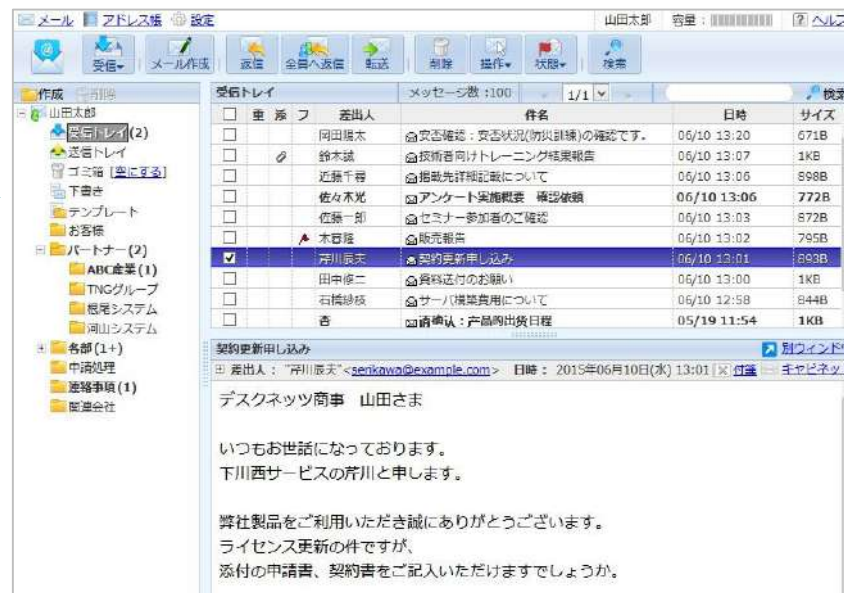 メール アドレス帳 設定 山田太郎 容量: ? ヘルプ
受信 メール作成 返信 全員へ返信 転送 削除 操作 状態 検索
作成 削除
山田太郎
受信トレイ(2)
送信トレイ
ゴミ箱 [空にする]
下書き
テンプレート
お客様
パートナー(2)
ABC産業(1)
TNGグループ
根尾システム
河山システム
各部(1+)
申請処理
連絡事項(1)
関連会社
受信トレイ メッセージ数:100 1/1 検索
重 添 フ 差出人 件名 日時 サイズ
岡田陽太 安否確認:安否状況(防災訓練)の確認です。 06/10 13:20 671B
鈴木誠 技術者向けトレーニング結果報告 06/10 13:07 1KB
近藤千尋 掲載先詳細記載について 06/10 13:06 898B
佐々木光 アンケート実施概要 確認依頼 06/10 13:06 772B
佐藤一郎 セミナー参加者のご確認 06/10 13:03 872B
木暮隆 販売報告 06/10 13:02 795B
芹川辰夫 契約更新申し込み 06/10 13:01 893B
田中修二 資料送付のお願い 06/10 13:00 1KB
石橋紗枝 サーバ構築費用について 06/10 12:58 844B
杏 请确认:产品的出货日程 05/19 11:54 1KB
契約更新申し込み 別ウィンド
差出人: "芹川辰夫"<serikawa@example.com> 日時: 2015年06月10日(水) 13:01 付箋 キャビネッ
デスクネッツ商事 山田さま
いつもお世話になっております。
下川西サービスの芹川と申します。
弊社製品をご利用いただき誠にありがとうございます。
ライセンス更新の件ですが、
添付の申請書、契約書をご記入いただけますでしょうか。